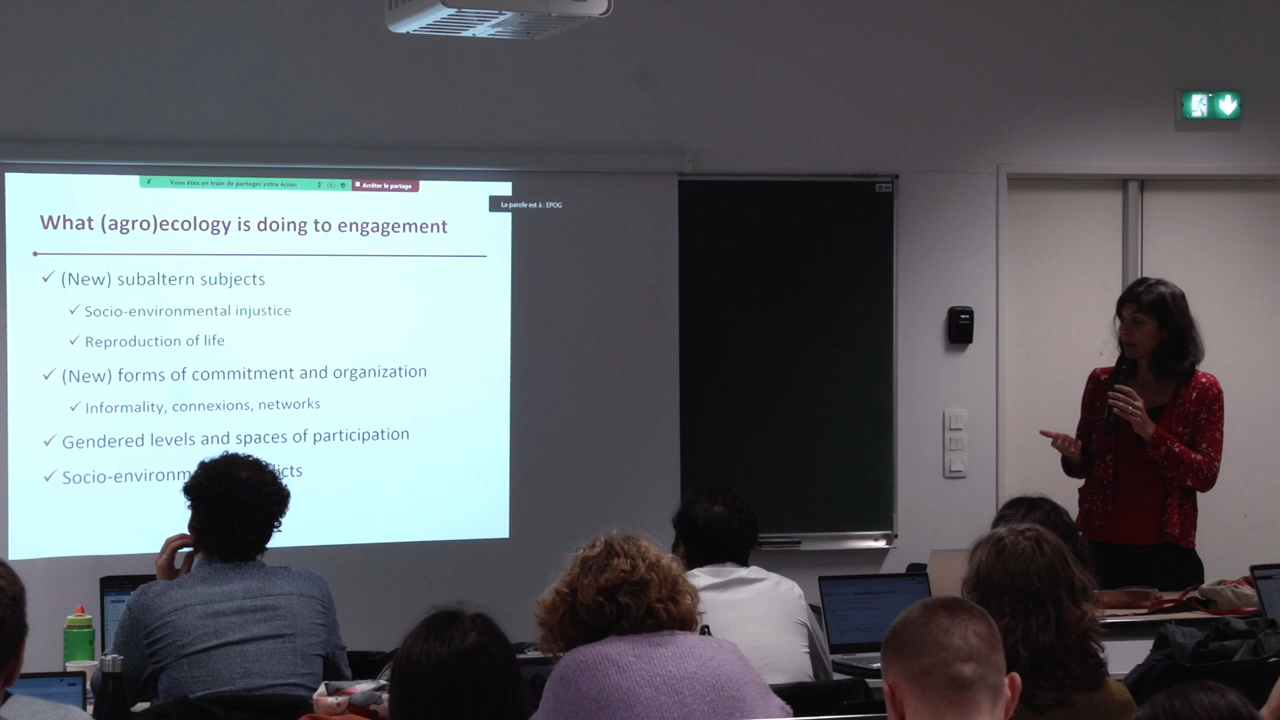 Vous êtes en train de partager votre écran
Arrêter le partage
La parole est à : EPOG
What (agro)ecology is doing to engagement
✓ (New) subaltern subjects
✓ Socio-environmental injustice
✓ Reproduction of life
✓ (New) forms of commitment and organization
✓ Informality, connexions, networks
✓ Gendered levels and spaces of participation
✓ Socio-environm icts